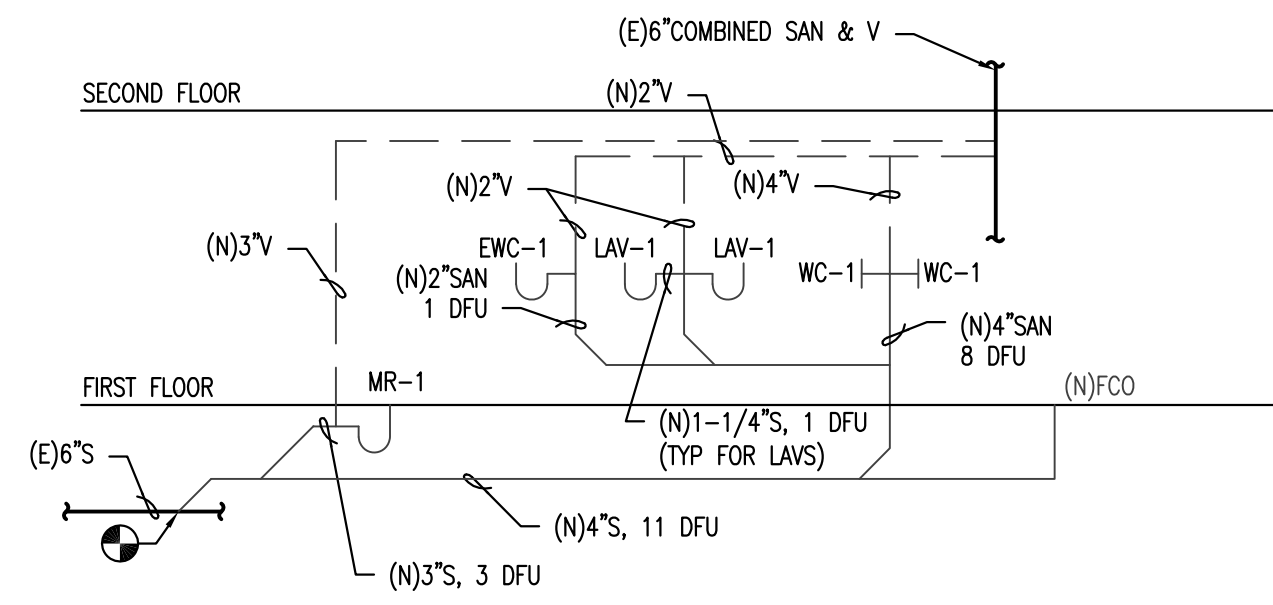 (E)6"COMBINED SAN & V
SECOND FLOOR
(N)2"V
(N)2"V
(N)4"V
(N)3"V
EWC-1
LAV-1
LAV-1
WC-1
WC-1
(N)2"SAN
1 DFU
(N)4"SAN
8 DFU
FIRST FLOOR
MR-1
(N)FCO
(N)1-1/4"S, 1 DFU
(TYP FOR LAVS)
(E)6"S
(N)4"S, 11 DFU
(N)3"S, 3 DFU